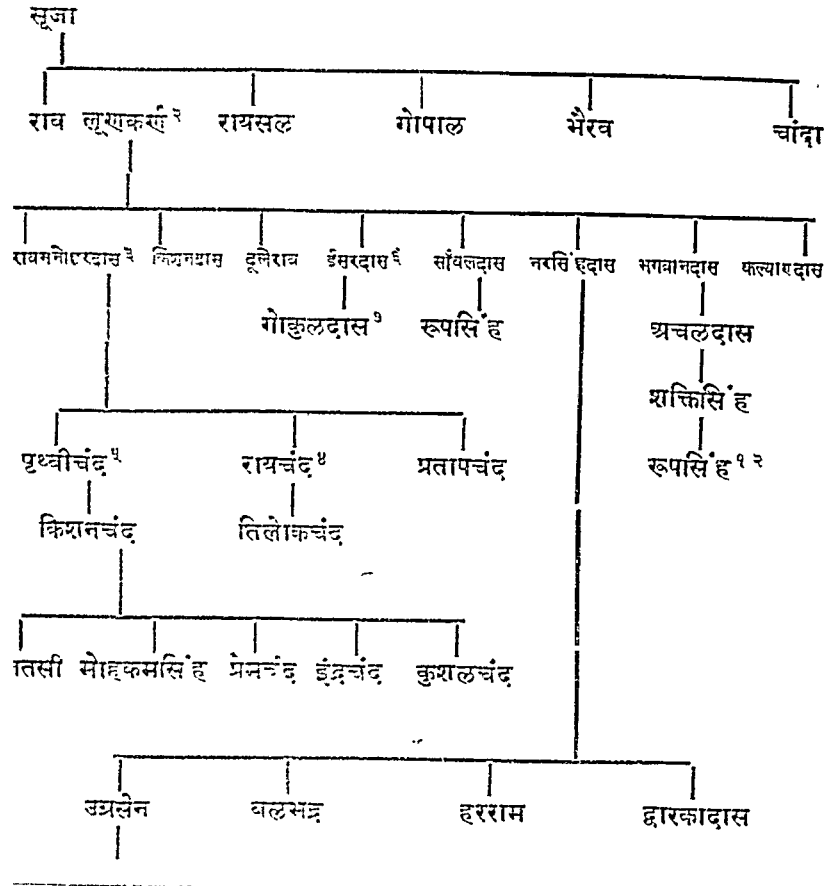 सूजा
राव लूणकर्ण २ रायसल गोपाल भैरव चांदा
रायमनोहरदास ३ किशनदास दूलैराव ईसरदास ६ साँवलदास नरसिंहदास भगवानदास कल्याणदास
गोकुलदास ७ रूपसिंह अचलदास
शक्तिसिंह
पृथ्वीचंद ५ रायचंद ४ प्रतापचंद रूपसिंह १२
किशनचंद तिलोकचंद
तसी मोहकमसिंह प्रेमचंद इंद्रचंद कुशलचंद
उग्रसेन बलभद्र हरराम द्वारकादास